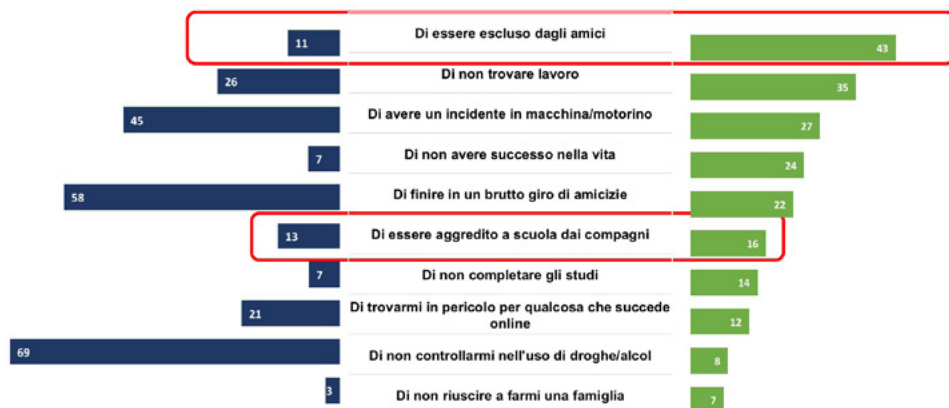 Di essere escluso dagli amici
11
43
Di non trovare lavoro
26
35
Di avere un incidente in macchina/motorino
45
27
Di non avere successo nella vita
7
24
Di finire in un brutto giro di amicizie
58
22
Di essere aggredito a scuola dai compagni
13
16
Di non completare gli studi
7
14
Di trovarmi in pericolo per qualcosa che succede
online
21
12
Di non controllarmi nell'uso di droghe/alcol
69
8
Di non riuscire a farmi una famiglia
3
7